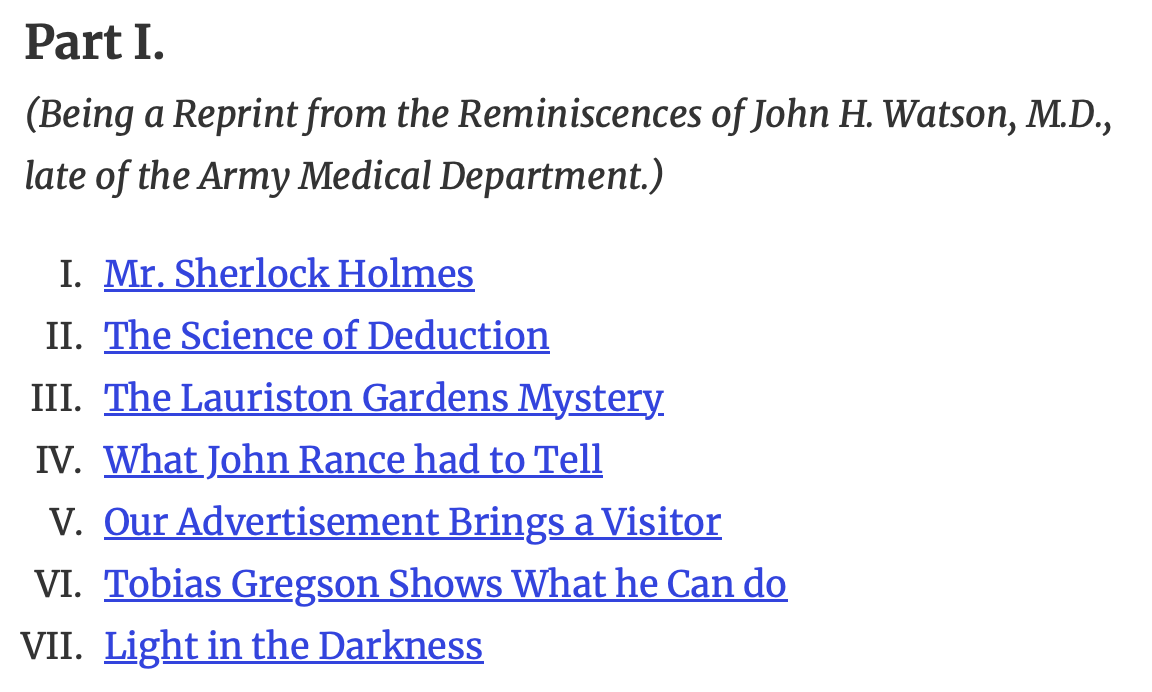 Part I.
(Being a Reprint from the Reminiscences of John H. Watson, M.D.,
late of the Army Medical Department.)
I. Mr. Sherlock Holmes
II. The Science of Deduction
III. The Lauriston Gardens Mystery
IV. What John Rance had to Tell
V. Our Advertisement Brings a Visitor
VI. Tobias Gregson Shows What he Can do
VII. Light in the Darkness